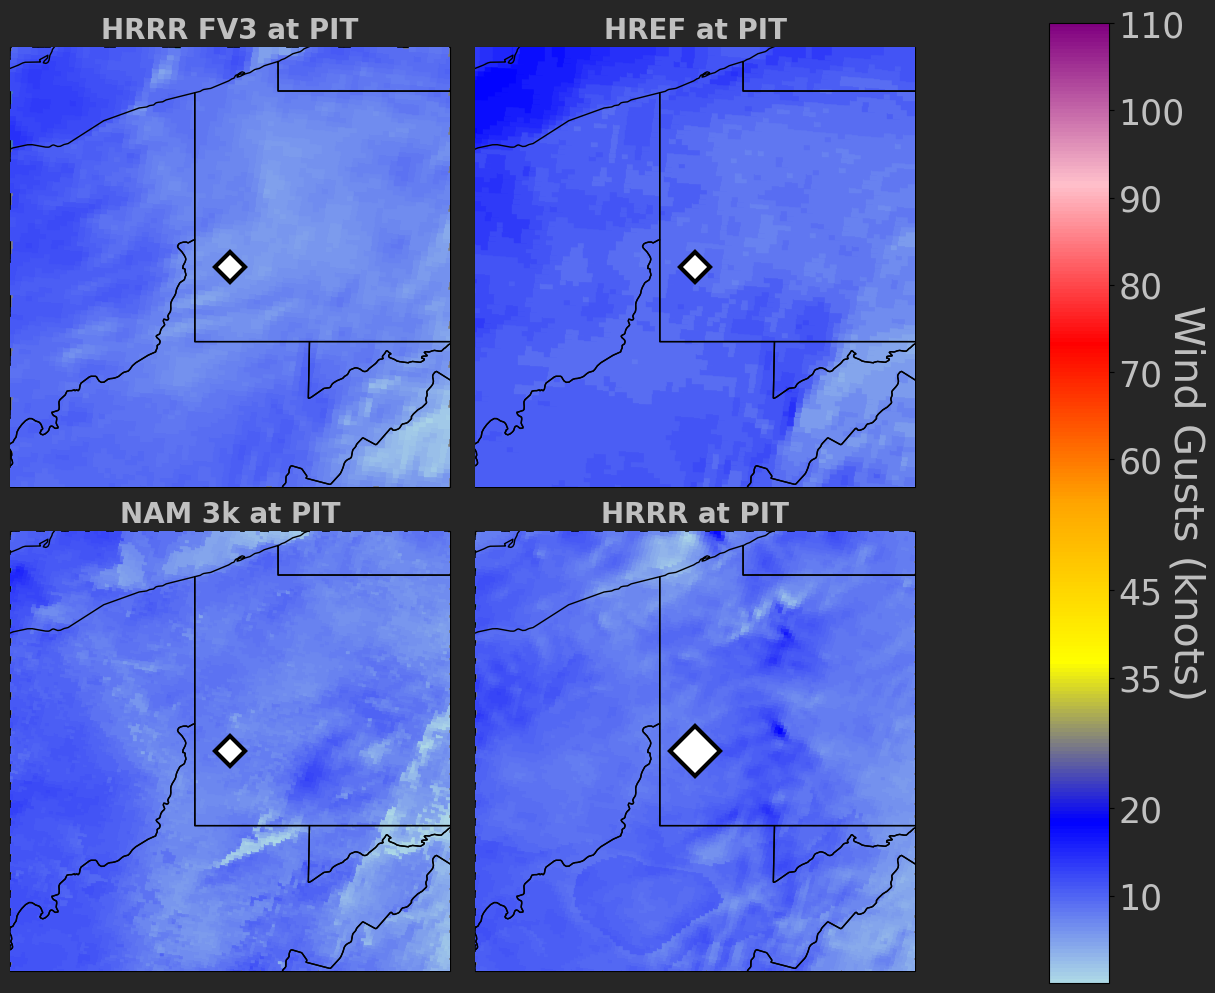 HRRR FV3 at PIT
HREF at PIT
NAM 3k at PIT
HRRR at PIT
110
100
90
80
70
60
45
35
20
10
Wind Gusts (knots)